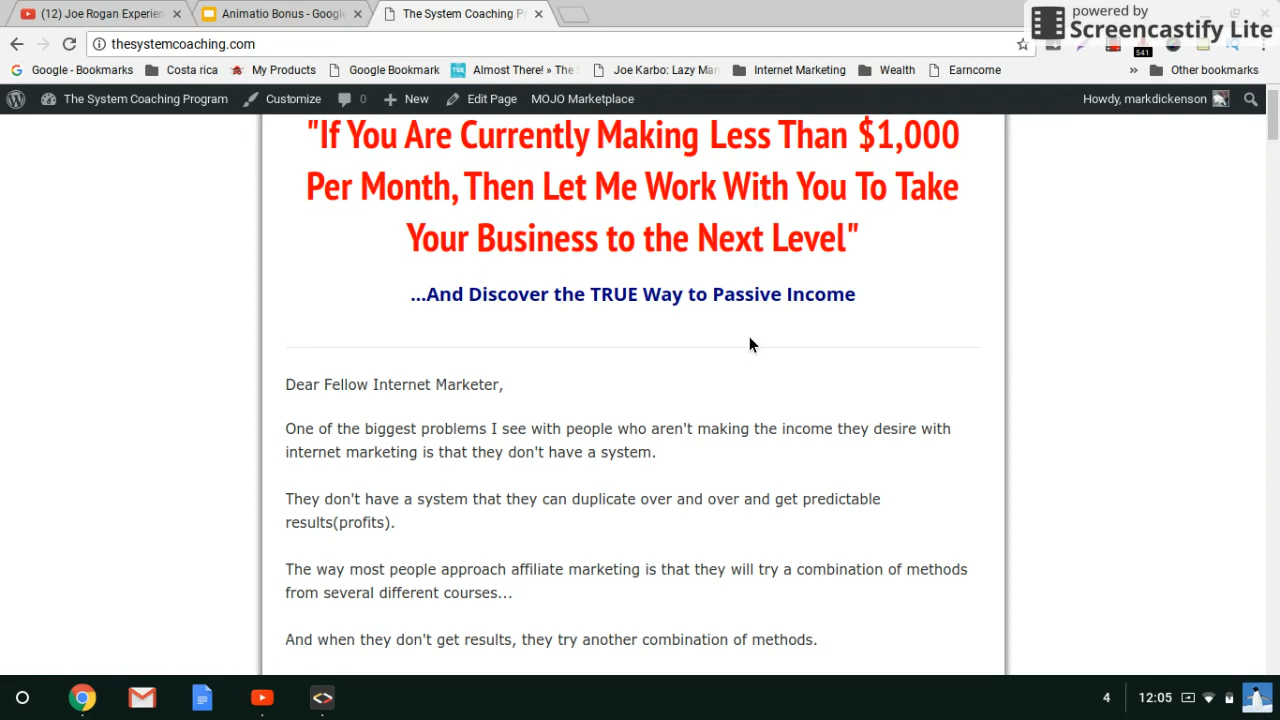 (12) Joe Rogan Experien
Animatio Bonus - Google
The System Coaching P
powered by
Screencastify Lite
thesystemcoaching.com
541
Google - Bookmarks
Costa rica
My Products
Google Bookmark
Almost There! » The
Joe Karbo: Lazy Man
Internet Marketing
Wealth
Earncome
»
Other bookmarks
The System Coaching Program
Customize
0
New
Edit Page
MOJO Marketplace
Howdy, markdickenson
"If You Are Currently Making Less Than $1,000
Per Month, Then Let Me Work With You To Take
Your Business to the Next Level"
...And Discover the TRUE Way to Passive Income
Dear Fellow Internet Marketer,
One of the biggest problems I see with people who aren't making the income they desire with
internet marketing is that they don't have a system.
They don't have a system that they can duplicate over and over and get predictable
results(profits).
The way most people approach affiliate marketing is that they will try a combination of methods
from several different courses...
And when they don't get results, they try another combination of methods.
4
12:05